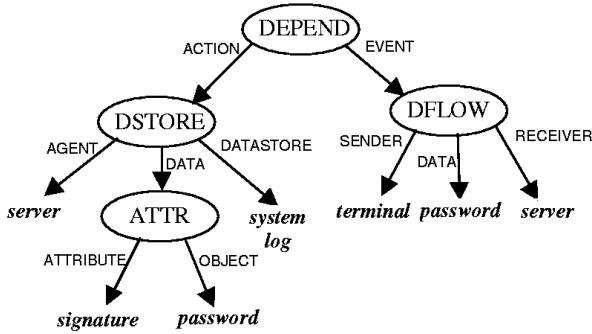 DEPEND
ACTION
EVENT
DSTORE
DFLOW
AGENT
DATA
DATASTORE
SENDER
DATA
RECEIVER
server
ATTR
system
log
terminal
password
server
ATTRIBUTE
OBJECT
signature
password